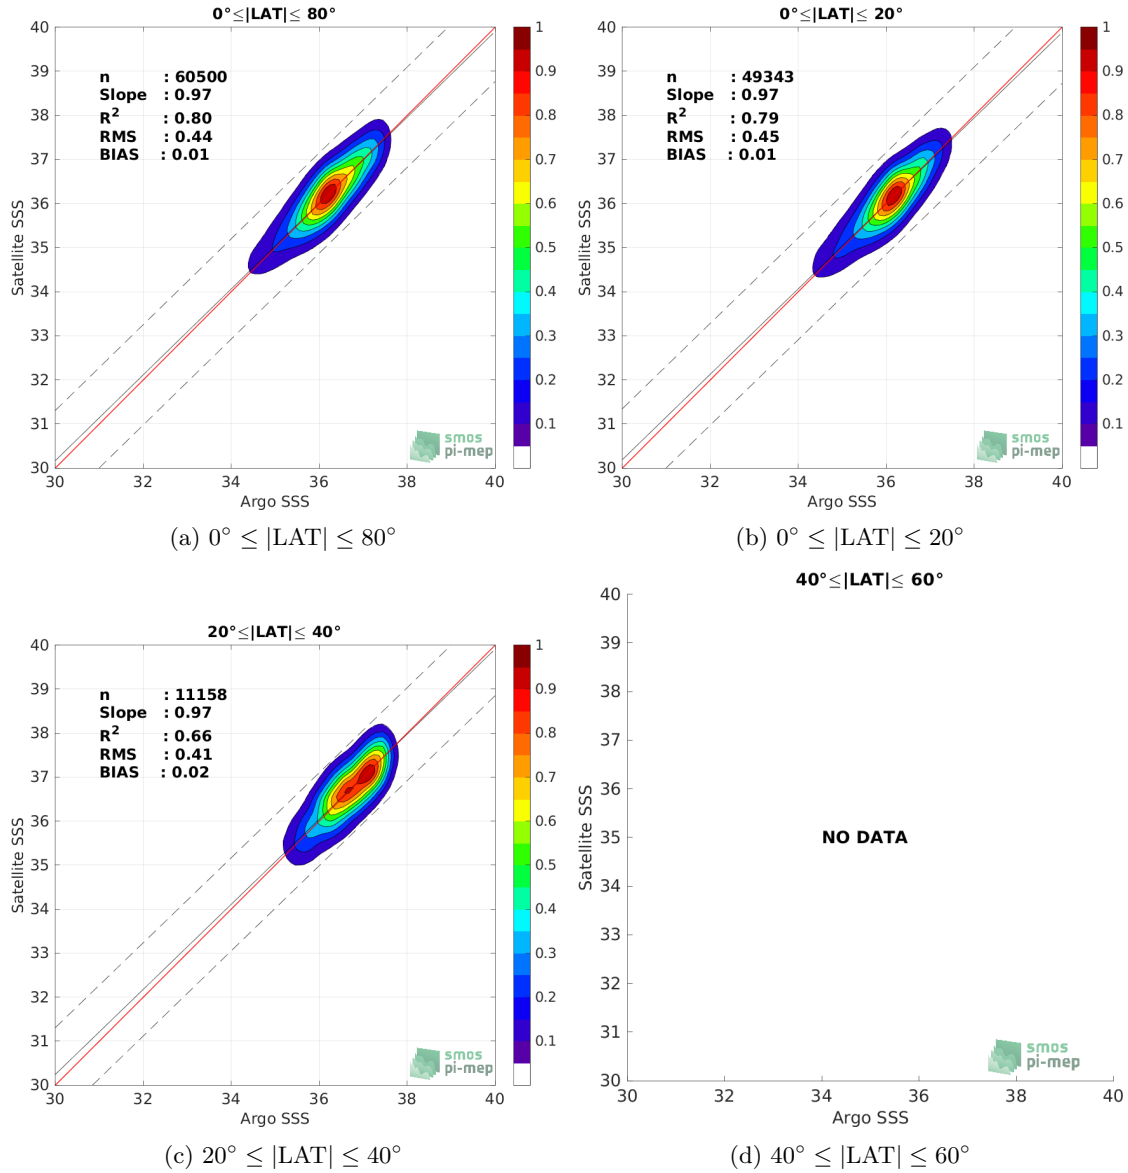 0°≤|LAT|≤ 80°
n : 60500
Slope : 0.97
R² : 0.80
RMS : 0.44
BIAS : 0.01
40
39
38
37
36
35
34
33
32
31
30
Satellite SSS
30 32 34 36 38 40
Argo SSS
1
0.9
0.8
0.7
0.6
0.5
0.4
0.3
0.2
0.1
smos
pi-mep
(a) 0° ≤ |LAT| ≤ 80°
0°≤|LAT|≤ 20°
n : 49343
Slope : 0.97
R² : 0.79
RMS : 0.45
BIAS : 0.01
40
39
38
37
36
35
34
33
32
31
30
Satellite SSS
30 32 34 36 38 40
Argo SSS
1
0.9
0.8
0.7
0.6
0.5
0.4
0.3
0.2
0.1
smos
pi-mep
(b) 0° ≤ |LAT| ≤ 20°
20°≤|LAT|≤ 40°
n : 11158
Slope : 0.97
R² : 0.66
RMS : 0.41
BIAS : 0.02
40
39
38
37
36
35
34
33
32
31
30
Satellite SSS
30 32 34 36 38 40
Argo SSS
1
0.9
0.8
0.7
0.6
0.5
0.4
0.3
0.2
0.1
smos
pi-mep
(c) 20° ≤ |LAT| ≤ 40°
40°≤|LAT|≤ 60°
40
39
38
37
36
35
34
33
32
31
30
Satellite SSS
NO DATA
30 32 34 36 38 40
Argo SSS
smos
pi-mep
(d) 40° ≤ |LAT| ≤ 60°